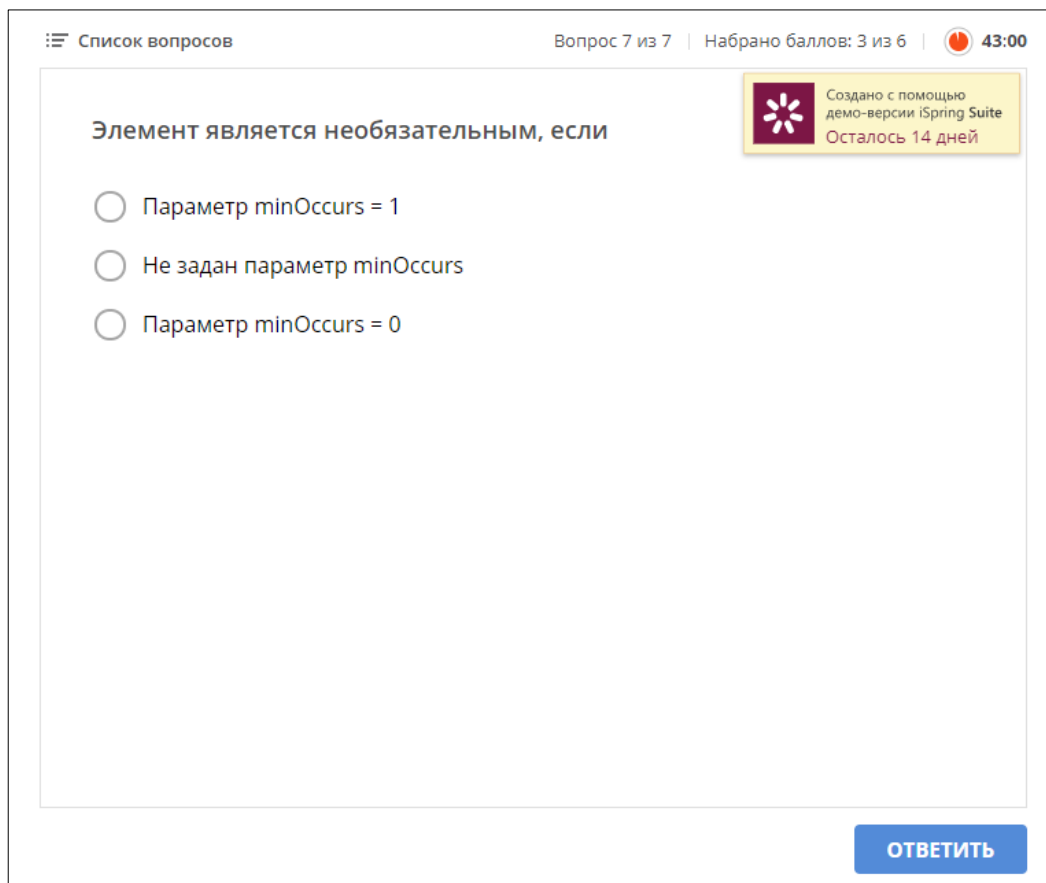 Список вопросов
Вопрос 7 из 7 | Набрано баллов: 3 из 6 | 43:00
Создано с помощью
демо-версии iSpring Suite
Осталось 14 дней
Элемент является необязательным, если
Параметр minOccurs = 1
Не задан параметр minOccurs
Параметр minOccurs = 0
ОТВЕТИТЬ